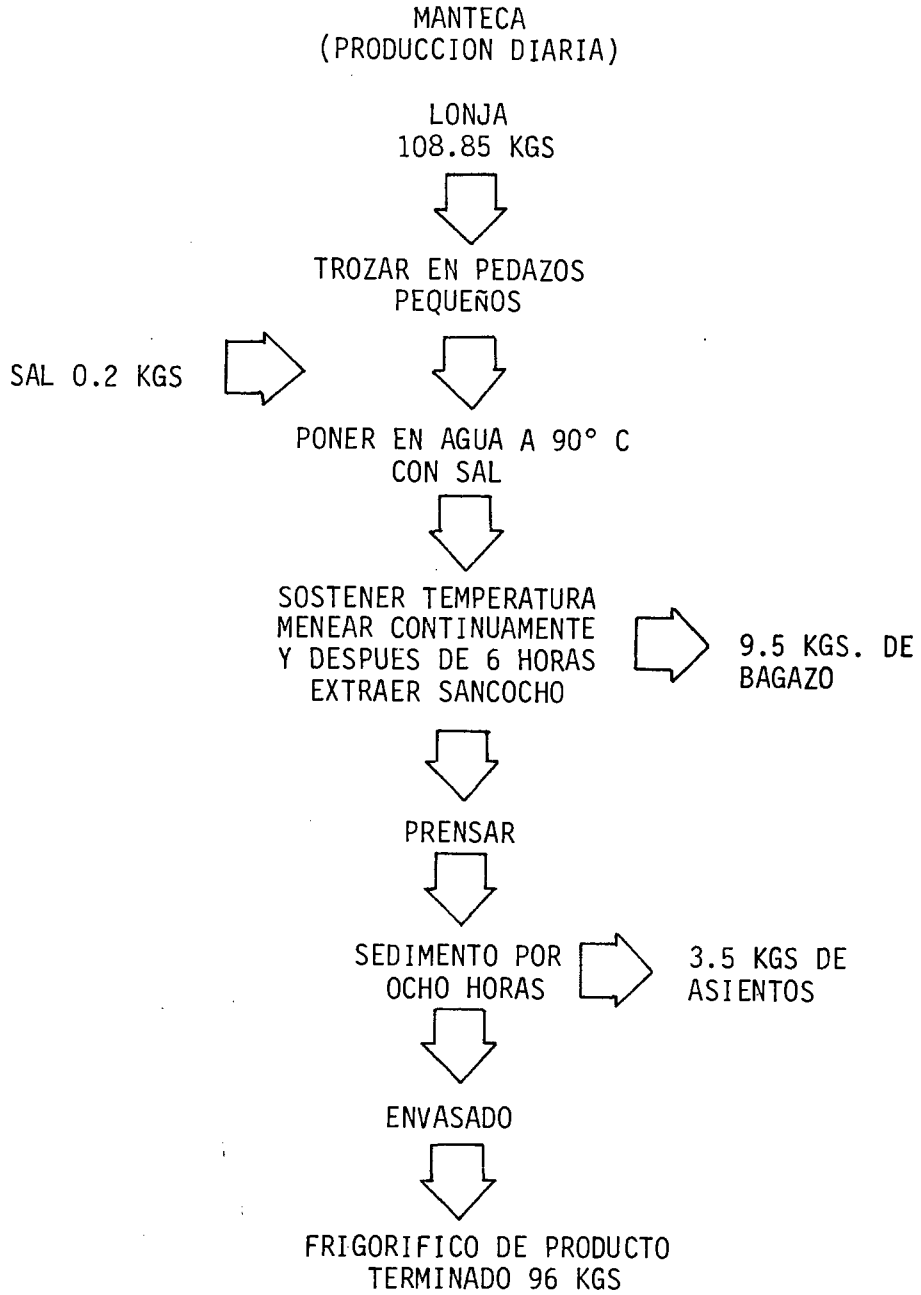 MANTECA
(PRODUCCION DIARIA)
LONJA
108.85 KGS
TROZAR EN PEDAZOS
PEQUEÑOS
SAL 0.2 KGS
PONER EN AGUA A 90° C
CON SAL
SOSTENER TEMPERATURA
MENEAR CONTINUAMENTE
Y DESPUES DE 6 HORAS
EXTRAER SANCOCHO
9.5 KGS. DE
BAGAZO
PRENSAR
SEDIMENTO POR
OCHO HORAS
3.5 KGS DE
ASIENTOS
ENVASADO
FRIGORIFICO DE PRODUCTO
TERMINADO 96 KGS